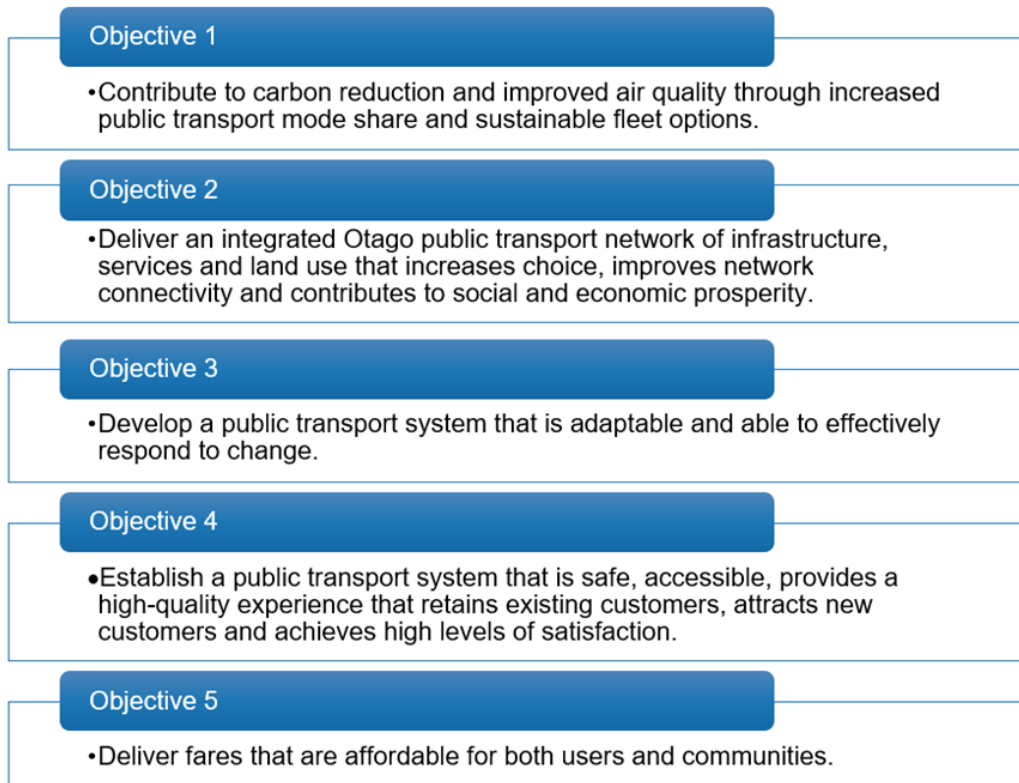 Objective 1
•Contribute to carbon reduction and improved air quality through increased
public transport mode share and sustainable fleet options.
Objective 2
•Deliver an integrated Otago public transport network of infrastructure,
services and land use that increases choice, improves network
connectivity and contributes to social and economic prosperity.
Objective 3
•Develop a public transport system that is adaptable and able to effectively
respond to change.
Objective 4
•Establish a public transport system that is safe, accessible, provides a
high-quality experience that retains existing customers, attracts new
customers and achieves high levels of satisfaction.
Objective 5
•Deliver fares that are affordable for both users and communities.